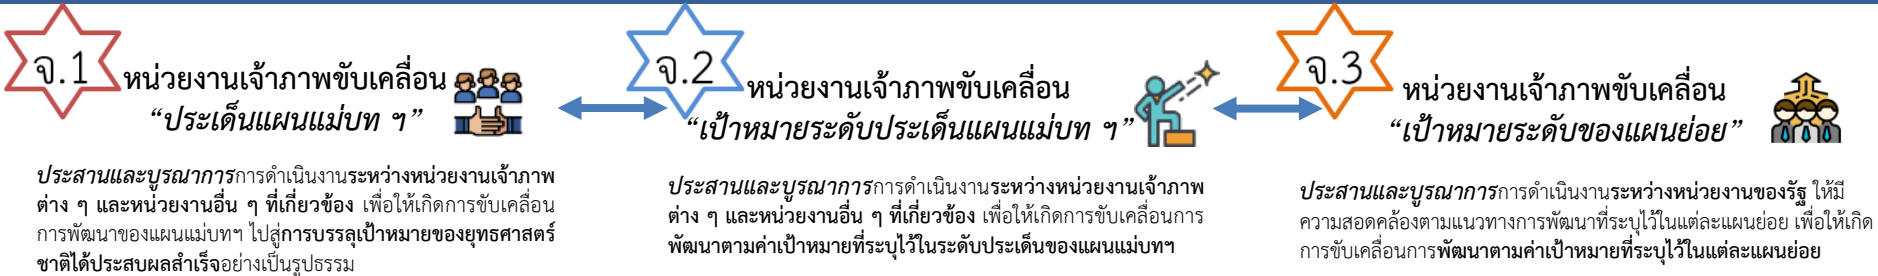 จ.1
หน่วยงานเจ้าภาพขับเคลื่อน
“ประเด็นแผนแม่บท ฯ”
ประสานและบูรณาการการดำเนินงานระหว่างหน่วยงานเจ้าภาพ
ต่าง ๆ และหน่วยงานอื่น ๆ ที่เกี่ยวข้อง เพื่อให้เกิดการขับเคลื่อน
การพัฒนาของแผนแม่บทฯ ไปสู่การบรรลุเป้าหมายของยุทธศาสตร์
ชาติได้ประสบผลสำเร็จอย่างเป็นรูปธรรม
จ.2
หน่วยงานเจ้าภาพขับเคลื่อน
“เป้าหมายระดับประเด็นแผนแม่บท ฯ”
ประสานและบูรณาการการดำเนินงานระหว่างหน่วยงานเจ้าภาพ
ต่าง ๆ และหน่วยงานอื่น ๆ ที่เกี่ยวข้อง เพื่อให้เกิดการขับเคลื่อนการ
พัฒนาตามค่าเป้าหมายที่ระบุไว้ในระดับประเด็นของแผนแม่บทฯ
จ.3
หน่วยงานเจ้าภาพขับเคลื่อน
“เป้าหมายระดับของแผนย่อย”
ประสานและบูรณาการการดำเนินงานระหว่างหน่วยงานของรัฐ ให้มี
ความสอดคล้องตามแนวทางการพัฒนาที่ระบุไว้ในแต่ละแผนย่อย เพื่อให้เกิด
การขับเคลื่อนการพัฒนาตามค่าเป้าหมายที่ระบุไว้ในแต่ละแผนย่อย